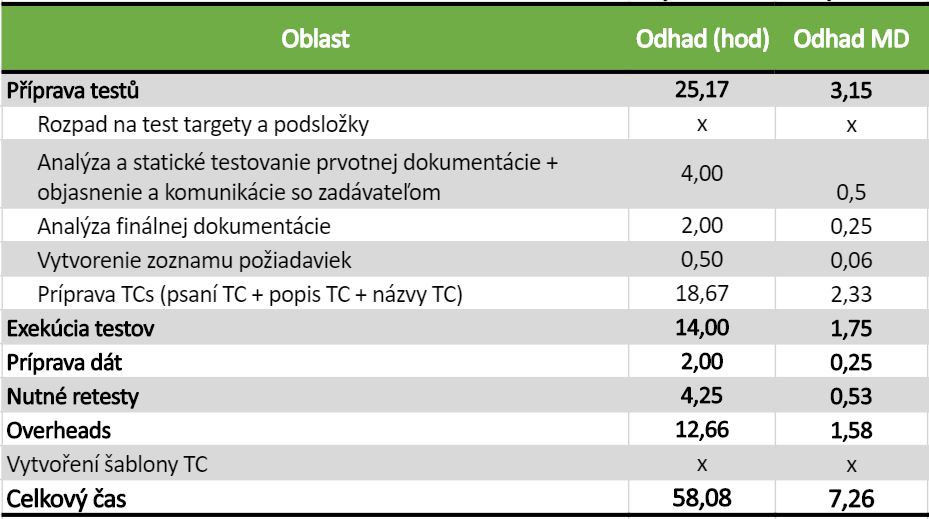 Oblast Odhad (hod) Odhad MD
Příprava testů 25,17 3,15
Rozpad na test targety a podsložky x x
Analýza a statické testovanie prvotnej dokumentácie +
objasnenie a komunikácie so zadávateľom 4,00 0,5
Analýza finálnej dokumentácie 2,00 0,25
Vytvorenie zoznamu požiadaviek 0,50 0,06
Príprava TCs (psaní TC + popis TC + názvy TC) 18,67 2,33
Exekúcia testov 14,00 1,75
Príprava dát 2,00 0,25
Nutné retesty 4,25 0,53
Overheads 12,66 1,58
Vytvoření šablony TC x x
Celkový čas 58,08 7,26